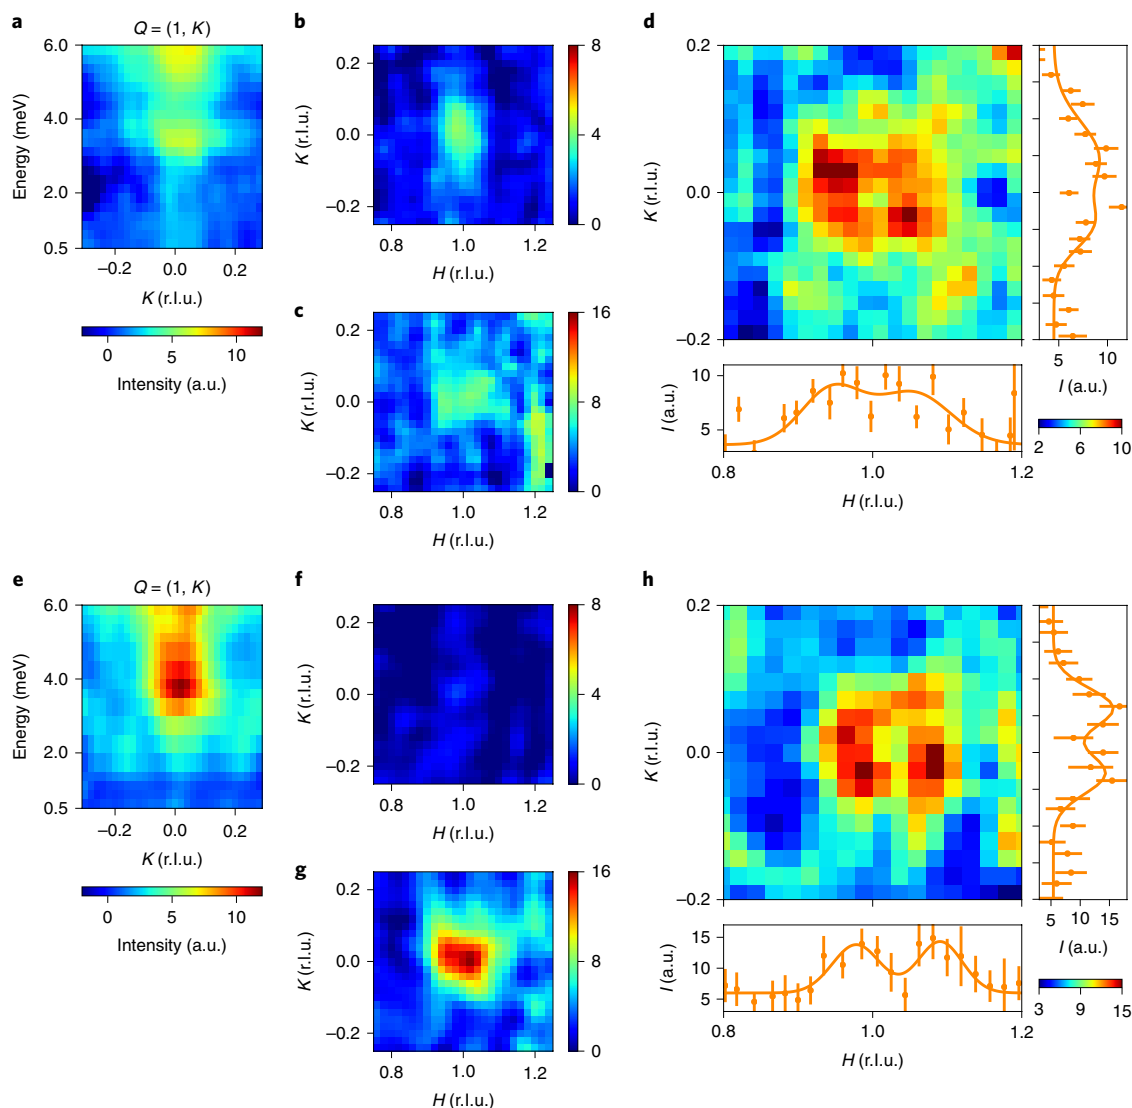 a
Q = (1, K)
6.0
4.0
2.0
0.5
Energy (meV)
−0.2
0.0
0.2
K (r.l.u.)
0
5
10
Intensity (a.u.)
b
0.2
0.0
−0.2
K (r.l.u.)
0.8
1.0
1.2
H (r.l.u.)
8
4
0
c
0.2
0.0
−0.2
K (r.l.u.)
0.8
1.0
1.2
H (r.l.u.)
16
8
0
d
0.2
0.0
−0.2
K (r.l.u.)
5
10
I (a.u.)
10
5
I (a.u.)
0.8
1.0
1.2
H (r.l.u.)
2
6
10
e
Q = (1, K)
6.0
4.0
2.0
0.5
Energy (meV)
−0.2
0.0
0.2
K (r.l.u.)
0
5
10
Intensity (a.u.)
f
0.2
0.0
−0.2
K (r.l.u.)
0.8
1.0
1.2
H (r.l.u.)
8
4
0
g
0.2
0.0
−0.2
K (r.l.u.)
0.8
1.0
1.2
H (r.l.u.)
16
8
0
h
0.2
0.0
−0.2
K (r.l.u.)
5
10
15
I (a.u.)
15
10
5
I (a.u.)
0.8
1.0
1.2
H (r.l.u.)
3
9
15